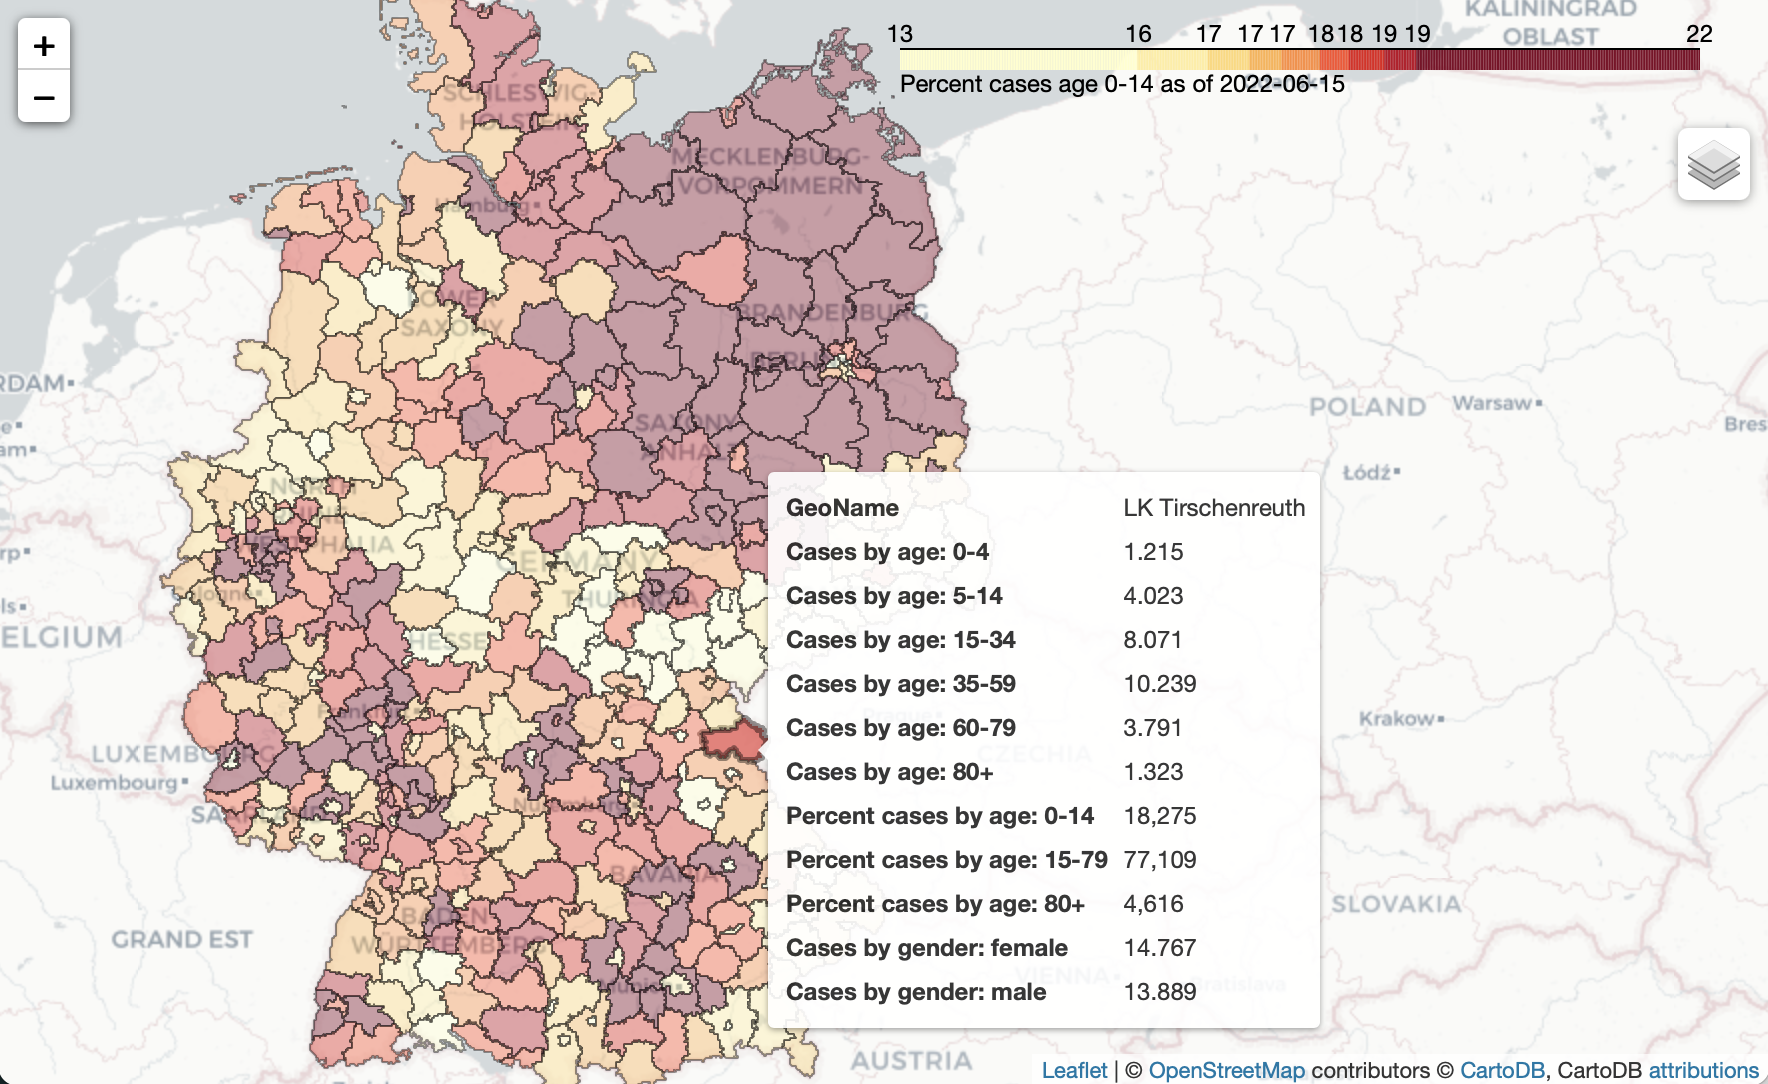 +
−
13 16 17 17 17 18 18 19 19 22
Percent cases age 0-14 as of 2022-06-15
KALININGRAD
OBLAST
SCHLESWIG-
HOLSTEIN
MECKLENBURG-
VORPOMMERN
Hamburg
LOWER
SAXONY
BRANDENBURG
BERLIN
RDAM
POLAND
Warsaw
Bres
SAXONY
ANHALT
Łódź
am
NORTH
RHINE-
WESTPHALIA
rp
GERMANY
THURINGIA
Cologne
ls
ELGIUM
HESSE
Frankfurt
Krakow
LUXEMBOURG
Luxembourg
CZECHIA
Nuremberg
SAARLAND
BAVARIA
SLOVAKIA
BADEN
WÜRTTEMBERG
GRAND EST
Munich
VIENNA
Bratislava
AUSTRIA
GeoName LK Tirschenreuth
Cases by age: 0-4 1.215
Cases by age: 5-14 4.023
Cases by age: 15-34 8.071
Cases by age: 35-59 10.239
Cases by age: 60-79 3.791
Cases by age: 80+ 1.323
Percent cases by age: 0-14 18,275
Percent cases by age: 15-79 77,109
Percent cases by age: 80+ 4,616
Cases by gender: female 14.767
Cases by gender: male 13.889
Leaflet | © OpenStreetMap contributors © CartoDB, CartoDB attributions